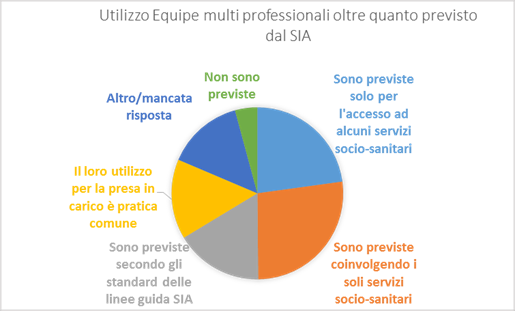 Utilizzo Equipe multi professionali oltre quanto previsto
dal SIA
Non sono
previste
Sono previste
solo per
l'accesso ad
alcuni servizi
socio-sanitari
Altro/mancata
risposta
Il loro utilizzo
per la presa in
carico è pratica
comune
Sono previste
secondo gli
standard delle
linee guida SIA
Sono previste
coinvolgendo i
soli servizi
socio-sanitari